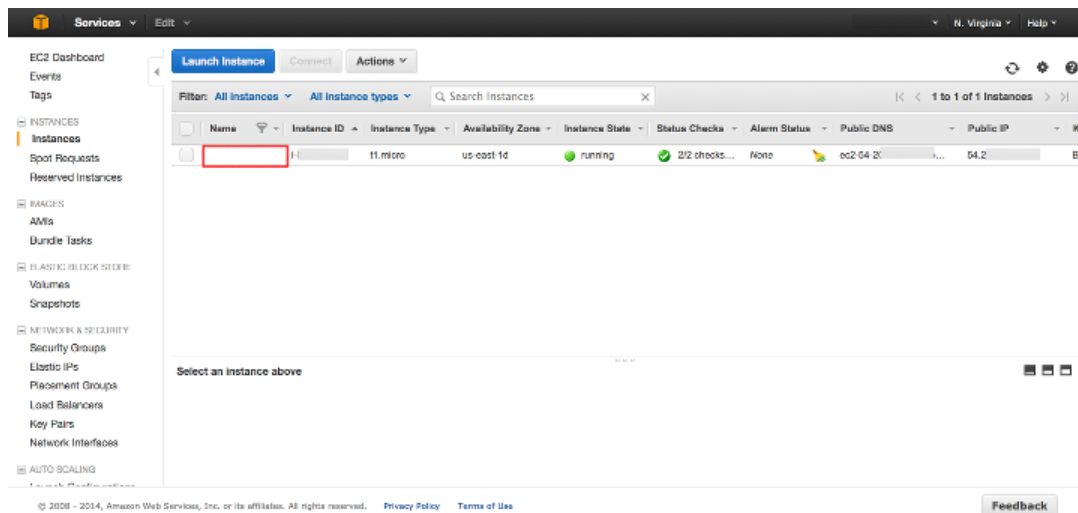 Services Edit N. Virginia Help
EC2 Dashboard
Events
Tags
INSTANCES
Instances
Spot Requests
Reserved Instances
IMAGES
AMIs
Bundle Tasks
ELASTIC BLOCK STORE
Volumes
Snapshots
NETWORK & SECURITY
Security Groups
Elastic IPs
Placement Groups
Load Balancers
Key Pairs
Network Interfaces
AUTO SCALING
Launch Instance Connect Actions
Filter: All instances All instance types Search Instances 1 to 1 of 1 Instances
Name Instance ID Instance Type Availability Zone Instance State Status Checks Alarm Status Public DNS Public IP K
i- t1.micro us-east-1d running 2/2 checks... None ec2-54-2 ... 54.2
Select an instance above
© 2008 - 2014, Amazon Web Services, Inc. or its affiliates. All rights reserved. Privacy Policy Terms of Use Feedback